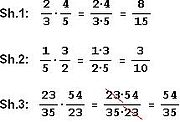 Sh.1: 2/3 · 4/5 = 2·4/3·5 = 8/15
Sh.2: 1/5 · 3/2 = 1·3/2·5 = 3/10
Sh.3: 23/35 · 54/23 = 23·54/35·23 = 54/35